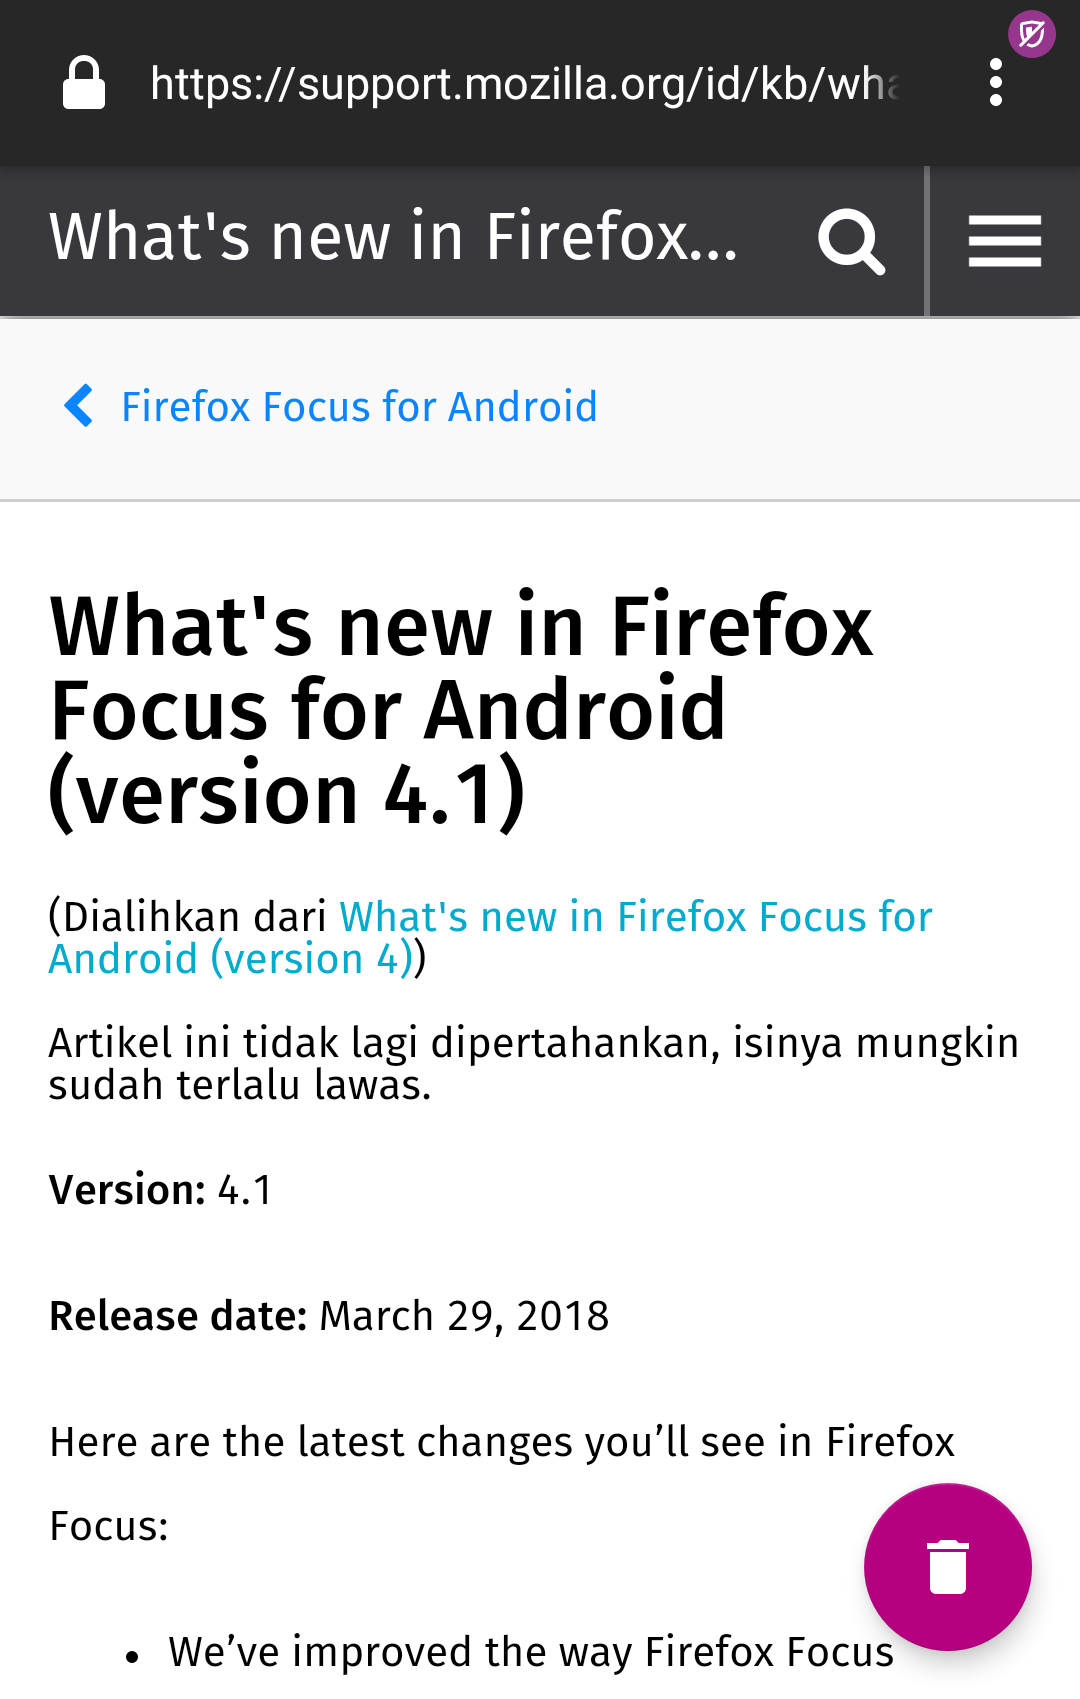 https://support.mozilla.org/id/kb/wha
What's new in Firefox...
Firefox Focus for Android
What's new in Firefox
Focus for Android
(version 4.1)
(Dialihkan dari What's new in Firefox Focus for
Android (version 4))
Artikel ini tidak lagi dipertahankan, isinya mungkin
sudah terlalu lawas.
Version: 4.1
Release date: March 29, 2018
Here are the latest changes you’ll see in Firefox
Focus:
• We’ve improved the way Firefox Focus